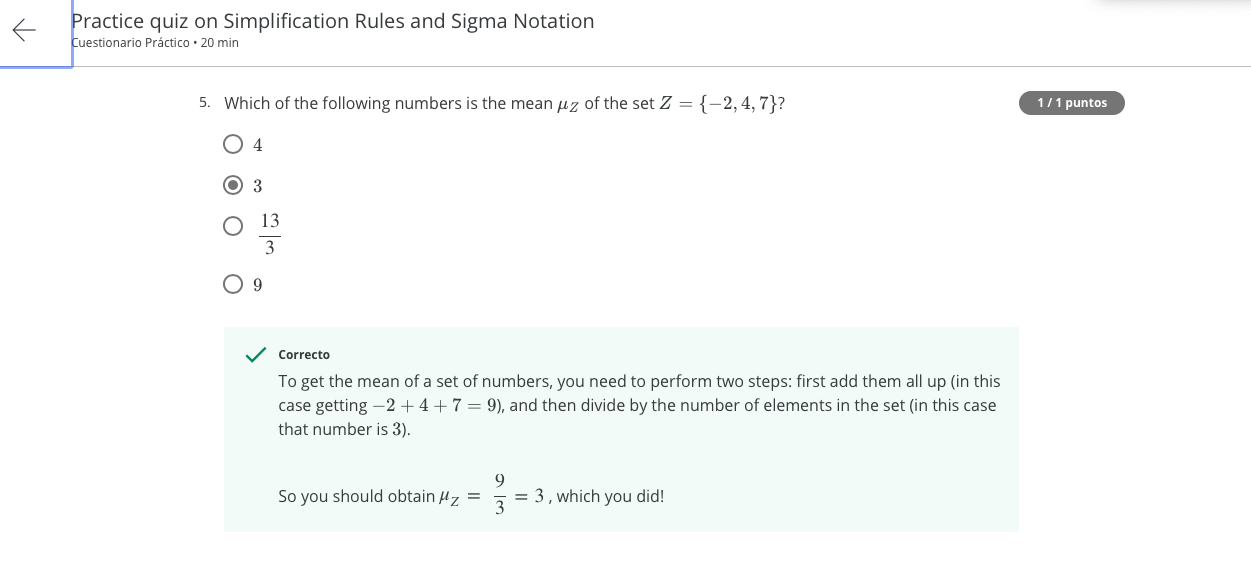 Practice quiz on Simplification Rules and Sigma Notation
Cuestionario Práctico • 20 min
5. Which of the following numbers is the mean μ_Z of the set Z = {−2, 4, 7}?
1 / 1 puntos
4
3
13/3
9
Correcto
To get the mean of a set of numbers, you need to perform two steps: first add them all up (in this
case getting −2 + 4 + 7 = 9), and then divide by the number of elements in the set (in this case
that number is 3).
So you should obtain μ_Z = 9/3 = 3 , which you did!